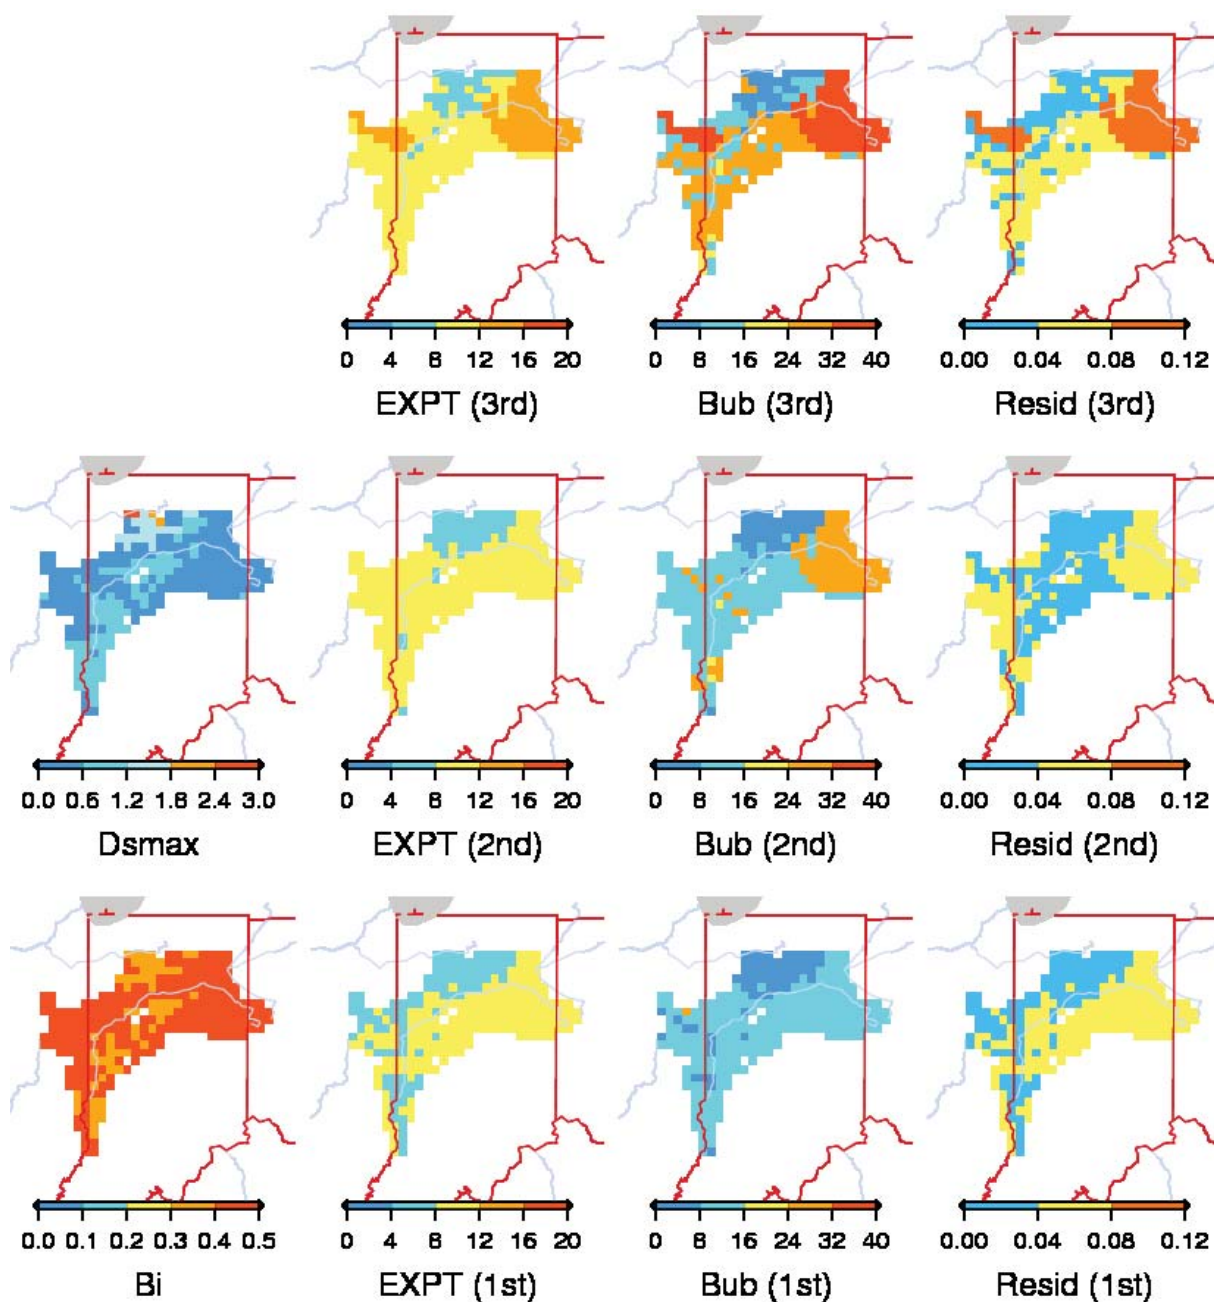 0 4 8 12 16 20 0 8 16 24 32 40 0.00 0.04 0.08 0.12
EXPT (3rd) Bub (3rd) Resid (3rd)
0.0 0.6 1.2 1.8 2.4 3.0 0 4 8 12 16 20 0 8 16 24 32 40 0.00 0.04 0.08 0.12
Dsmax EXPT (2nd) Bub (2nd) Resid (2nd)
0.0 0.1 0.2 0.3 0.4 0.5 0 4 8 12 16 20 0 8 16 24 32 40 0.00 0.04 0.08 0.12
Bi EXPT (1st) Bub (1st) Resid (1st)